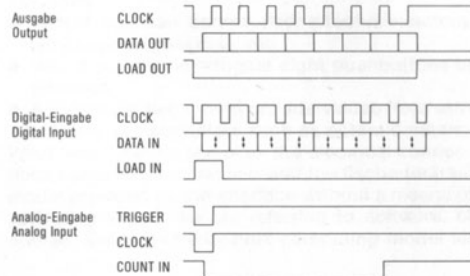 Ausgabe
Output
CLOCK
DATA OUT
LOAD OUT
Digital-Eingabe
Digital Input
CLOCK
DATA IN
LOAD IN
Analog-Eingabe
Analog Input
TRIGGER
CLOCK
COUNT IN